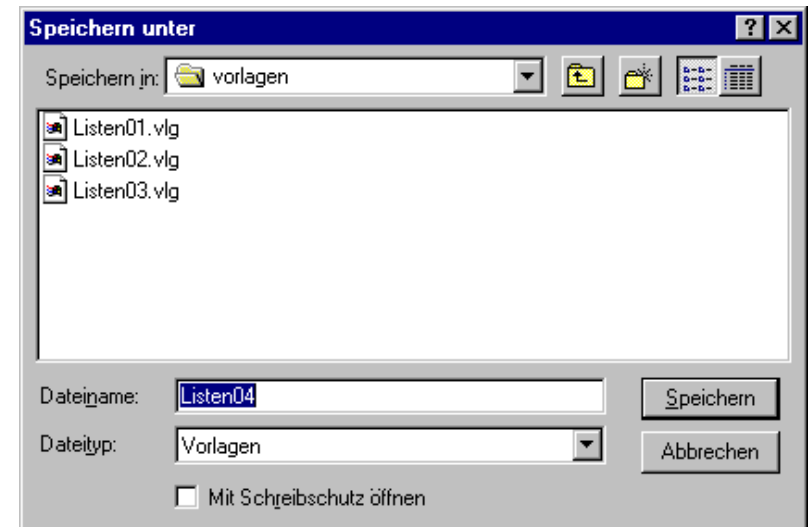 Speichern unter
Speichern in: vorlagen
Listen01.vlg
Listen02.vlg
Listen03.vlg
Dateiname: Listen04 Speichern
Dateityp: Vorlagen Abbrechen
Mit Schreibschutz öffnen